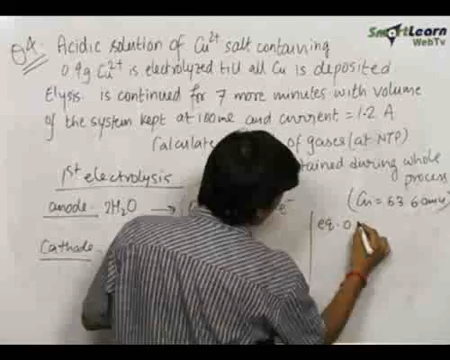 SmartLearn
WebTv
Q4. Acidic solution of Cu²⁺ salt containing
0.4g Cu²⁺ is electrolyzed till all Cu is deposited
Elysis is continued for 7 more minutes with volume
of the system kept at 100ml and current = 1.2 A
Calculate of gases (at NTP)
tained during whole
process
1st electrolysis
(Cu = 63.6 amu)
anode 2H₂O → e⁻
eq. o
Cathode